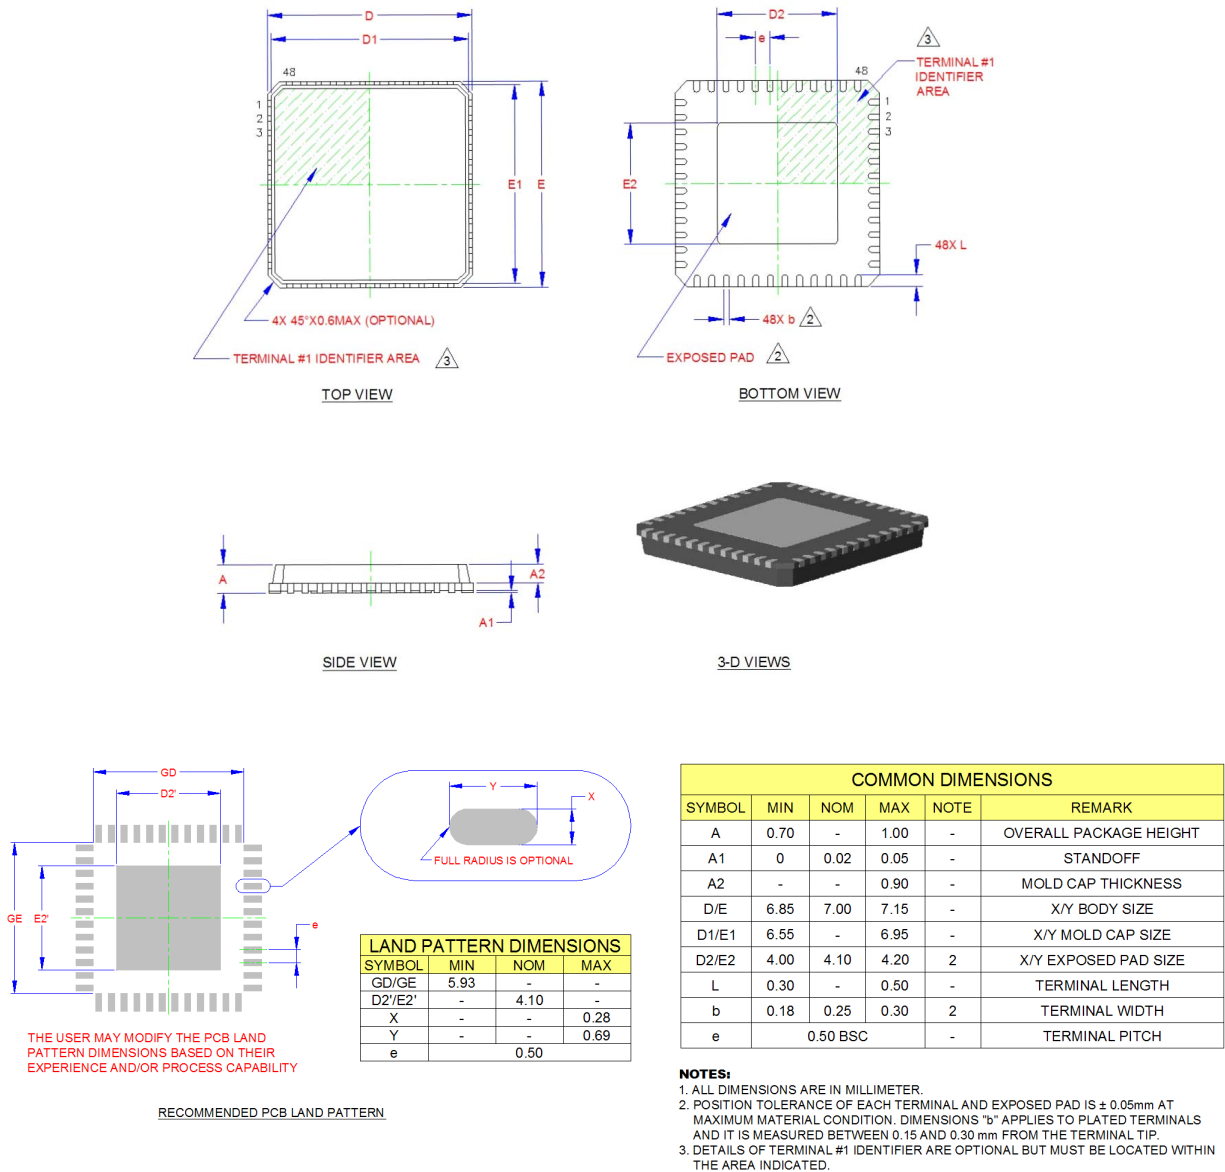 D
D1
48
1
2
3
E1
E
4X 45°X0.6MAX (OPTIONAL)
TERMINAL #1 IDENTIFIER AREA 3
TOP VIEW
D2
e
3
TERMINAL #1
IDENTIFIER
AREA
48
1
2
3
E2
48X L
48X b 2
EXPOSED PAD 2
BOTTOM VIEW
A
A2
A1
SIDE VIEW
3-D VIEWS
GD
D2'
GE
E2'
e
Y
X
FULL RADIUS IS OPTIONAL
LAND PATTERN DIMENSIONS
SYMBOL MIN NOM MAX
GD/GE 5.93 - -
D2'/E2' - 4.10 -
X - - 0.28
Y - - 0.69
e 0.50
THE USER MAY MODIFY THE PCB LAND
PATTERN DIMENSIONS BASED ON THEIR
EXPERIENCE AND/OR PROCESS CAPABILITY
RECOMMENDED PCB LAND PATTERN
COMMON DIMENSIONS
SYMBOL MIN NOM MAX NOTE REMARK
A 0.70 - 1.00 - OVERALL PACKAGE HEIGHT
A1 0 0.02 0.05 - STANDOFF
A2 - - 0.90 - MOLD CAP THICKNESS
D/E 6.85 7.00 7.15 - X/Y BODY SIZE
D1/E1 6.55 - 6.95 - X/Y MOLD CAP SIZE
D2/E2 4.00 4.10 4.20 2 X/Y EXPOSED PAD SIZE
L 0.30 - 0.50 - TERMINAL LENGTH
b 0.18 0.25 0.30 2 TERMINAL WIDTH
e 0.50 BSC - TERMINAL PITCH
NOTES:
1. ALL DIMENSIONS ARE IN MILLIMETER.
2. POSITION TOLERANCE OF EACH TERMINAL AND EXPOSED PAD IS ± 0.05mm AT
MAXIMUM MATERIAL CONDITION. DIMENSIONS "b" APPLIES TO PLATED TERMINALS
AND IT IS MEASURED BETWEEN 0.15 AND 0.30 mm FROM THE TERMINAL TIP.
3. DETAILS OF TERMINAL #1 IDENTIFIER ARE OPTIONAL BUT MUST BE LOCATED WITHIN
THE AREA INDICATED.